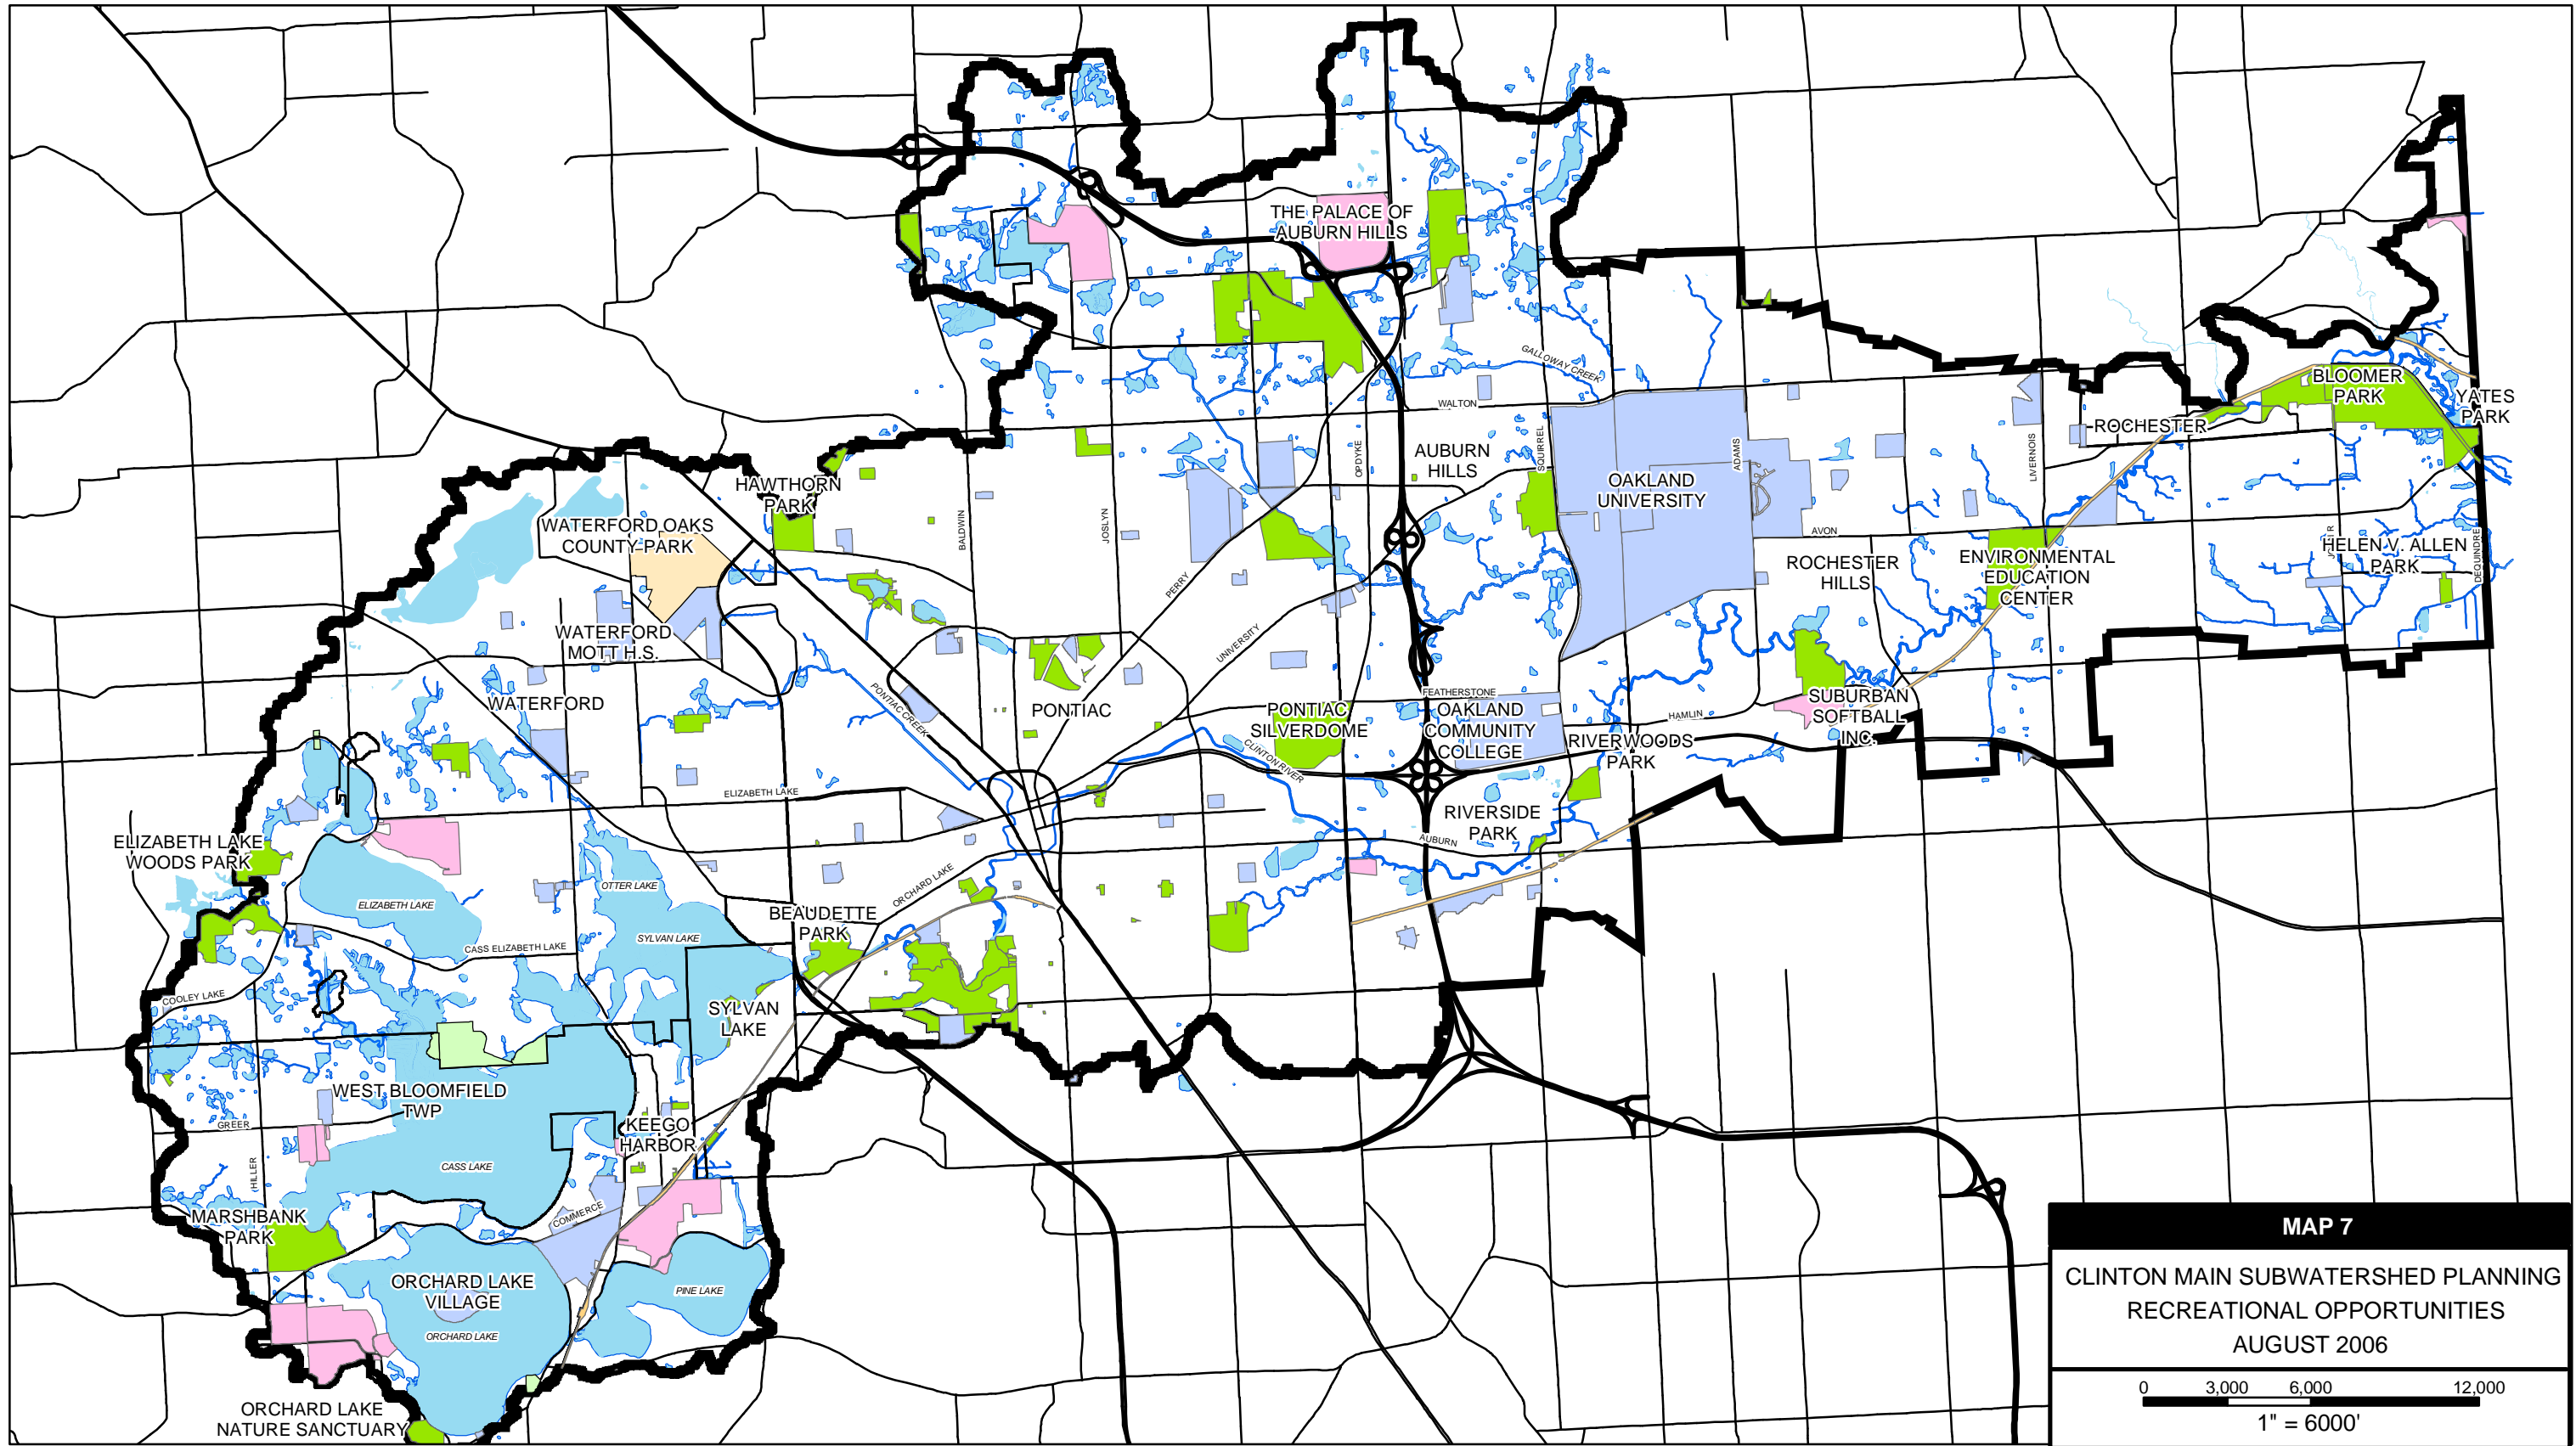 THE PALACE OF
AUBURN HILLS
GALLOWAY CREEK
WALTON
BLOOMER
PARK
YATES
PARK
ROCHESTER
AUBURN
HILLS
OPDYKE
SQUIRREL
ADAMS
LIVERNOIS
OAKLAND
UNIVERSITY
HAWTHORN
PARK
WATERFORD OAKS
COUNTY PARK
BALDWIN
JOSLYN
AVON
ROCHESTER
HILLS
ENVIRONMENTAL
EDUCATION
CENTER
HELEN V. ALLEN
PARK
DEQUINDRE
PERRY
UNIVERSITY
WATERFORD
MOTT H.S.
WATERFORD
PONTIAC CREEK
PONTIAC
PONTIAC
SILVERDOME
CLINTON RIVER
FEATHERSTONE
OAKLAND
COMMUNITY
COLLEGE
HAMLIN
SUBURBAN
SOFTBALL
INC.
RIVERWOODS
PARK
ELIZABETH LAKE
RIVERSIDE
PARK
AUBURN
ELIZABETH LAKE
WOODS PARK
ELIZABETH LAKE
OTTER LAKE
ORCHARD LAKE
BEAUDETTE
PARK
SYLVAN LAKE
CASS ELIZABETH LAKE
COOLEY LAKE
SYLVAN
LAKE
WEST BLOOMFIELD
TWP
GREER
KEEGO
HARBOR
CASS LAKE
HILLER
COMMERCE
MARSHBANK
PARK
ORCHARD LAKE
VILLAGE
PINE LAKE
ORCHARD LAKE
ORCHARD LAKE
NATURE SANCTUARY
MAP 7
CLINTON MAIN SUBWATERSHED PLANNING
RECREATIONAL OPPORTUNITIES
AUGUST 2006
0 3,000 6,000 12,000
1" = 6000'